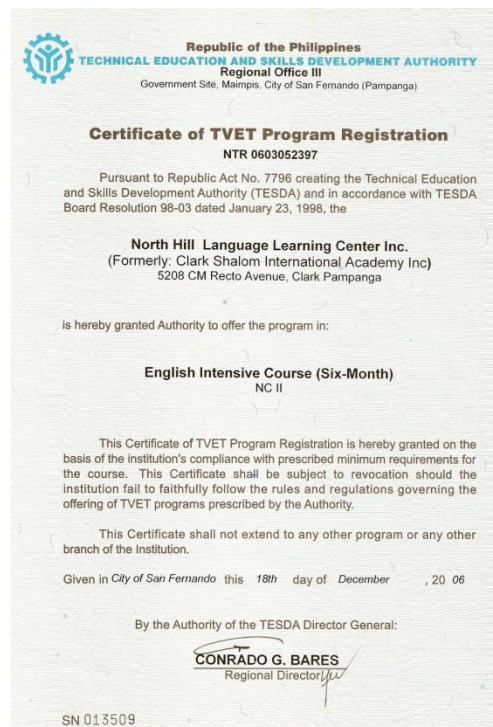 Republic of the Philippines
TECHNICAL EDUCATION AND SKILLS DEVELOPMENT AUTHORITY
Regional Office III
Government Site, Maimpis, City of San Fernando (Pampanga)
Certificate of TVET Program Registration
NTR 0603052397
Pursuant to Republic Act No. 7796 creating the Technical Education
and Skills Development Authority (TESDA) and in accordance with TESDA
Board Resolution 98-03 dated January 23, 1998, the
North Hill Language Learning Center Inc.
(Formerly: Clark Shalom International Academy Inc)
5208 CM Recto Avenue, Clark Pampanga
is hereby granted Authority to offer the program in:
English Intensive Course (Six-Month)
NC II
This Certificate of TVET Program Registration is hereby granted on the
basis of the institution's compliance with prescribed minimum requirements for
the course. This Certificate shall be subject to revocation should the
institution fail to faithfully follow the rules and regulations governing the
offering of TVET programs prescribed by the Authority.
This Certificate shall not extend to any other program or any other
branch of the Institution.
Given in City of San Fernando this 18th day of December , 20 06
By the Authority of the TESDA Director General:
CONRADO G. BARES
Regional Director
SN 013509